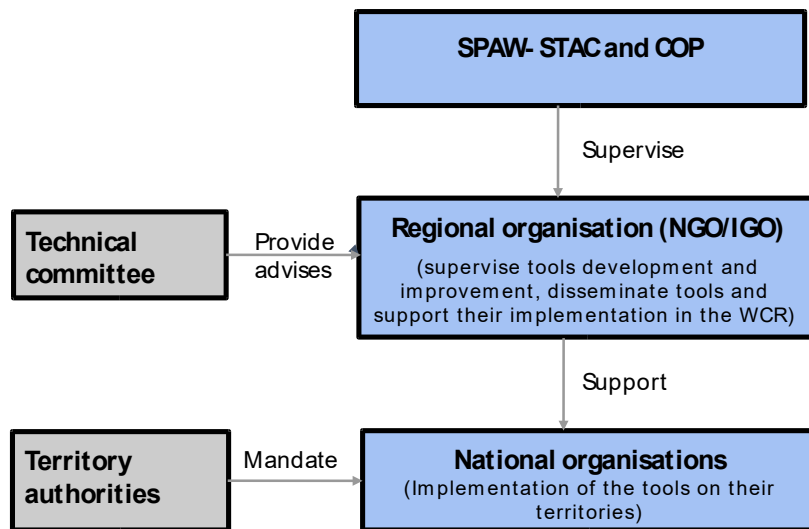 SPAW- STAC and COP
Supervise
Regional organisation (NGO/IGO)
(supervise tools development and
improvement, disseminate tools and
support their implementation in the WCR)
Technical
committee
Provide
advises
Support
National organisations
(Implementation of the tools on their
territories)
Territory
authorities
Mandate